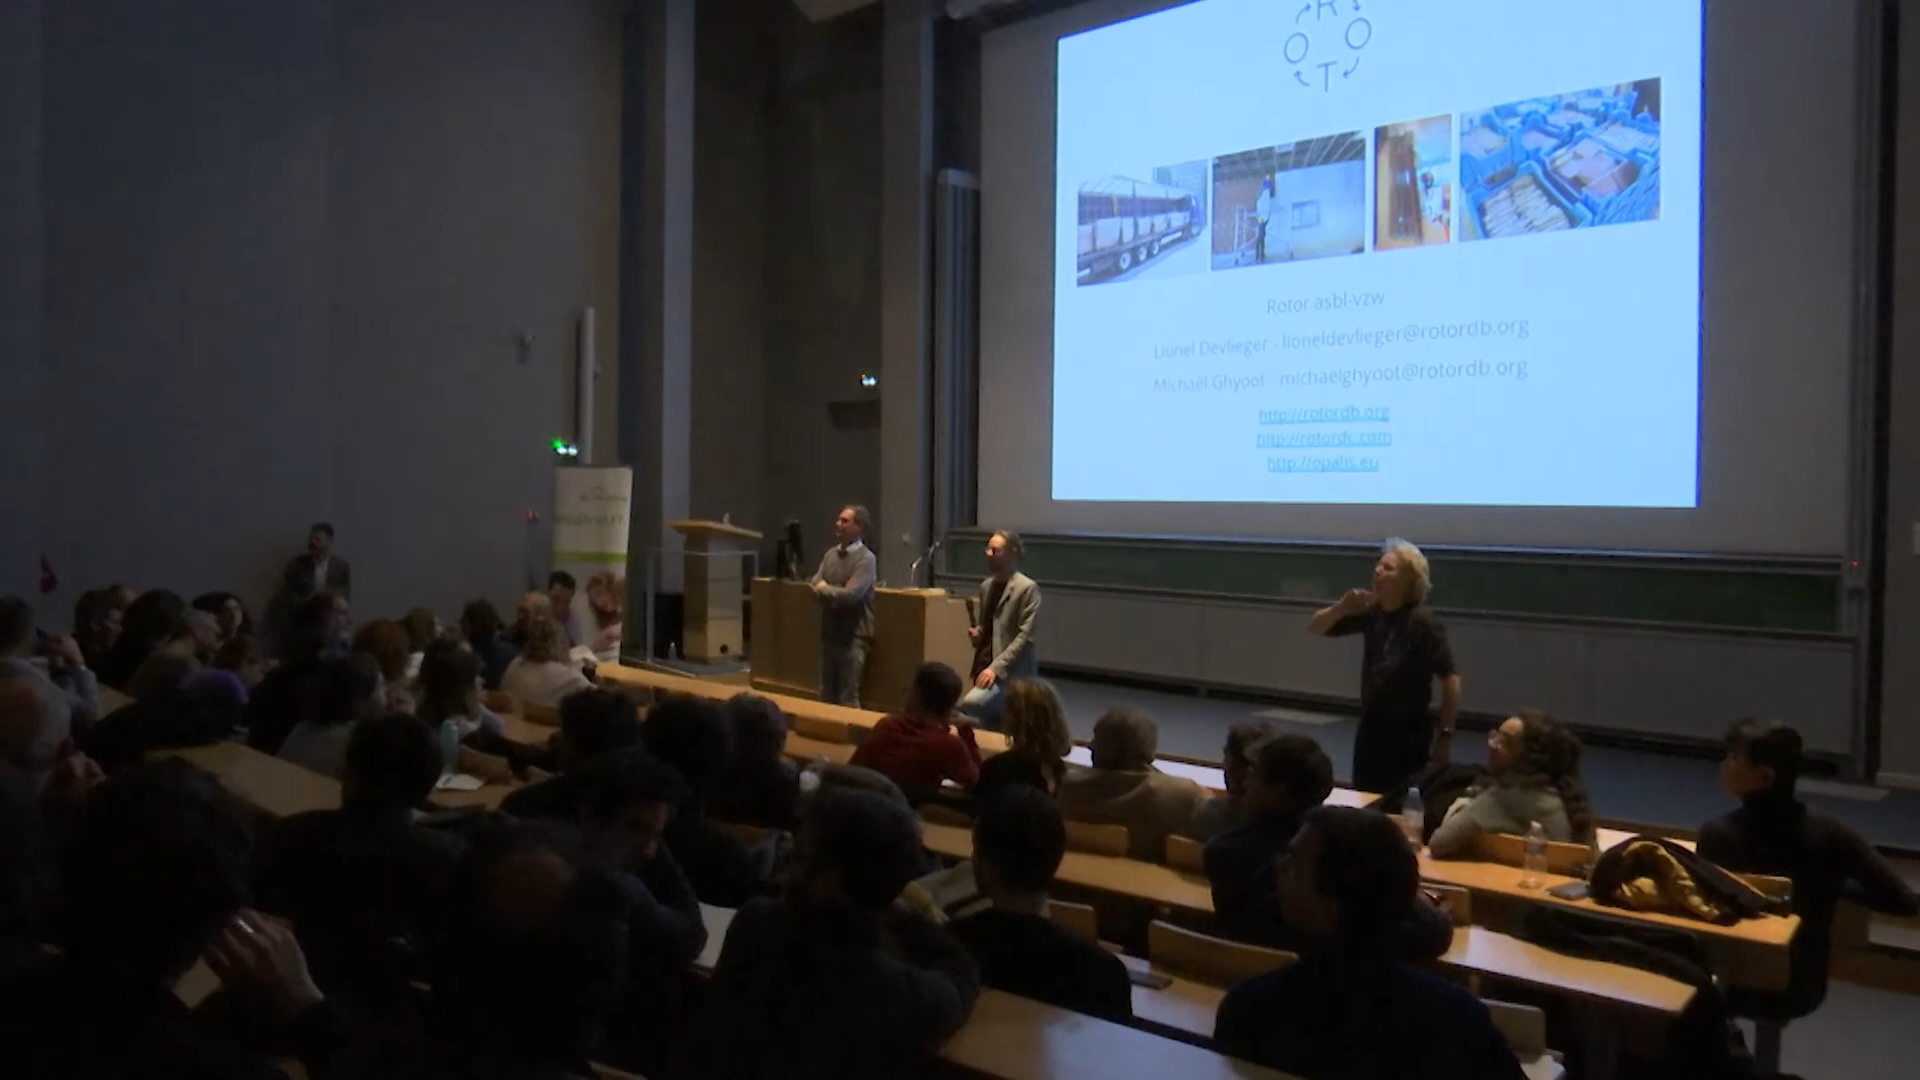 R
O O
T
Rotor asbl-vzw
Lionel Devlieger - lioneldevlieger@rotordb.org
Michaël Ghyoot michaelghyoot@rotordb.org
http://rotordb.org
http://rotordc.com
http://opalis.eu